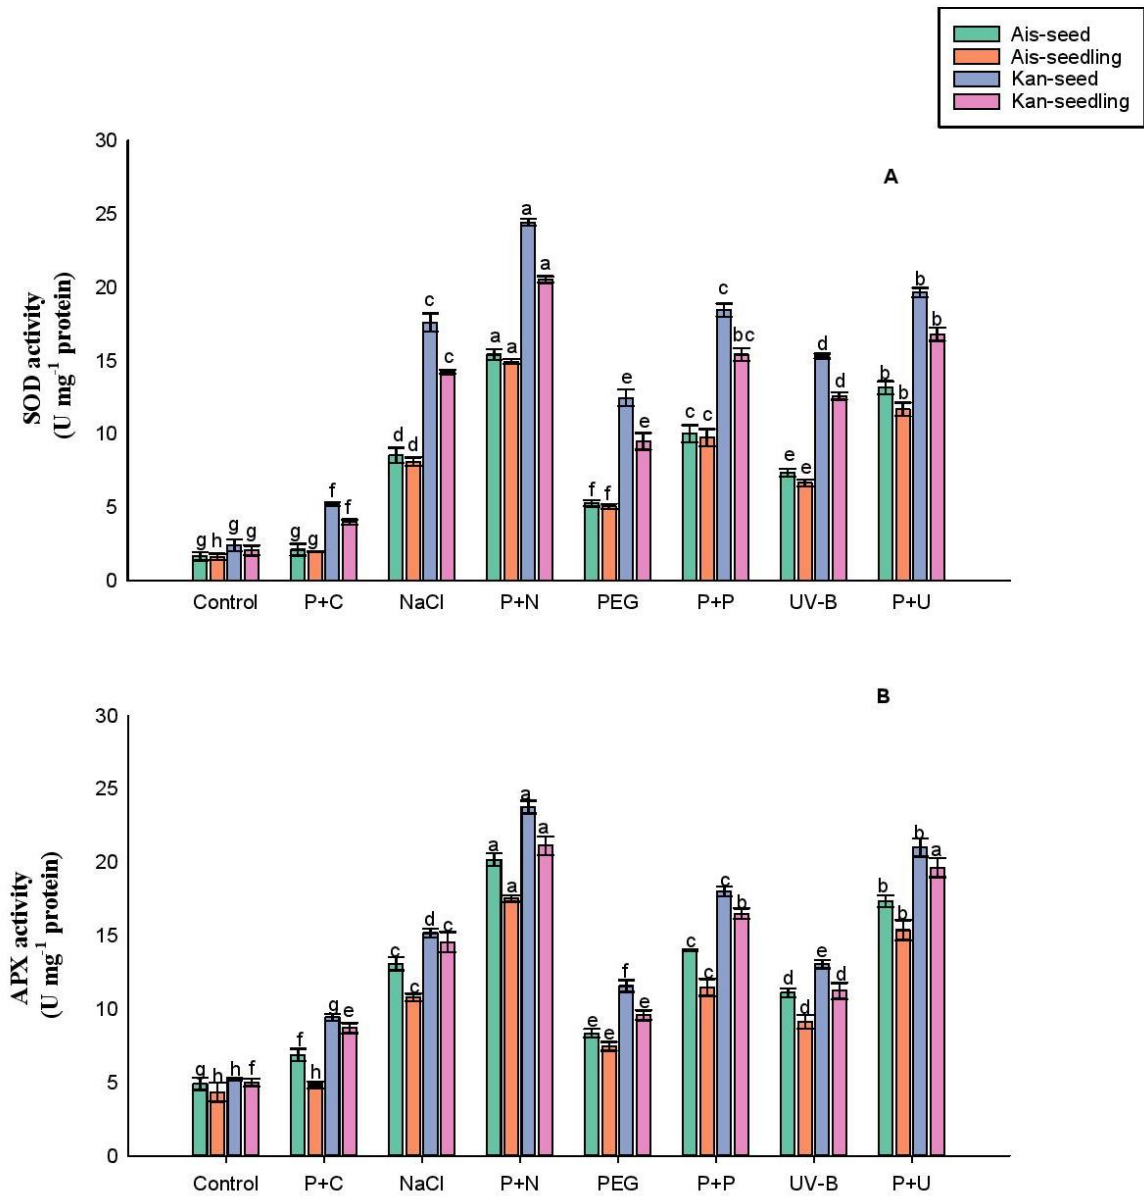 Ais-seed
Ais-seedling
Kan-seed
Kan-seedling
A
SOD activity
(U mg⁻¹ protein)
30
25
20
15
10
5
0
g h g g
g g f f
d d c c
a a a a
f f e e
c c c bc
e e d d
b b b b
Control P+C NaCl P+N PEG P+P UV-B P+U
B
APX activity
(U mg⁻¹ protein)
30
25
20
15
10
5
0
g h h f
f h g e
c c d c
a a a a
e e f e
c c c b
d d e d
b b b a
Control P+C NaCl P+N PEG P+P UV-B P+U